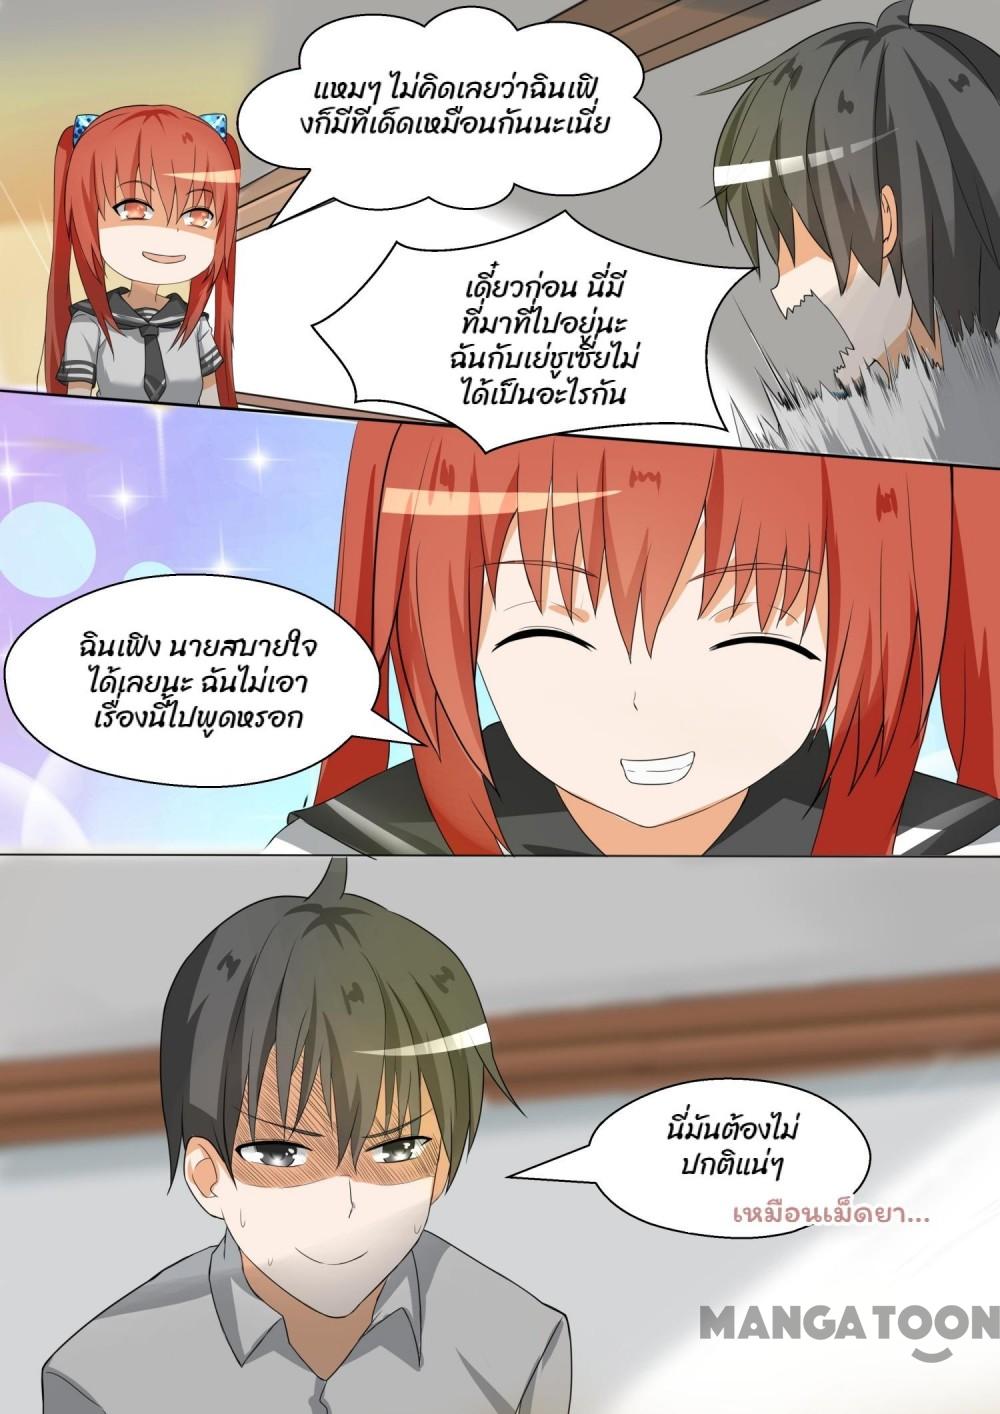 แหมๆ ไม่คิดเลยว่าฉินเฟิ
งก็มีทีเด็ดเหมือนกันนะเนี่ย
เดี๋ยวก่อน นี่มี
ที่มาที่ไปอยู่นะ
ฉันกับเย่ชูเซี่ยไม่
ได้เป็นอะไรกัน
ฉินเฟิง นายสบายใจ
ได้เลยนะ ฉันไม่เอา
เรื่องนี้ไปพูดหรอก
นี่มันต้องไม่
ปกติแน่ๆ
เหมือนเม็ดยา...
MANGATOON